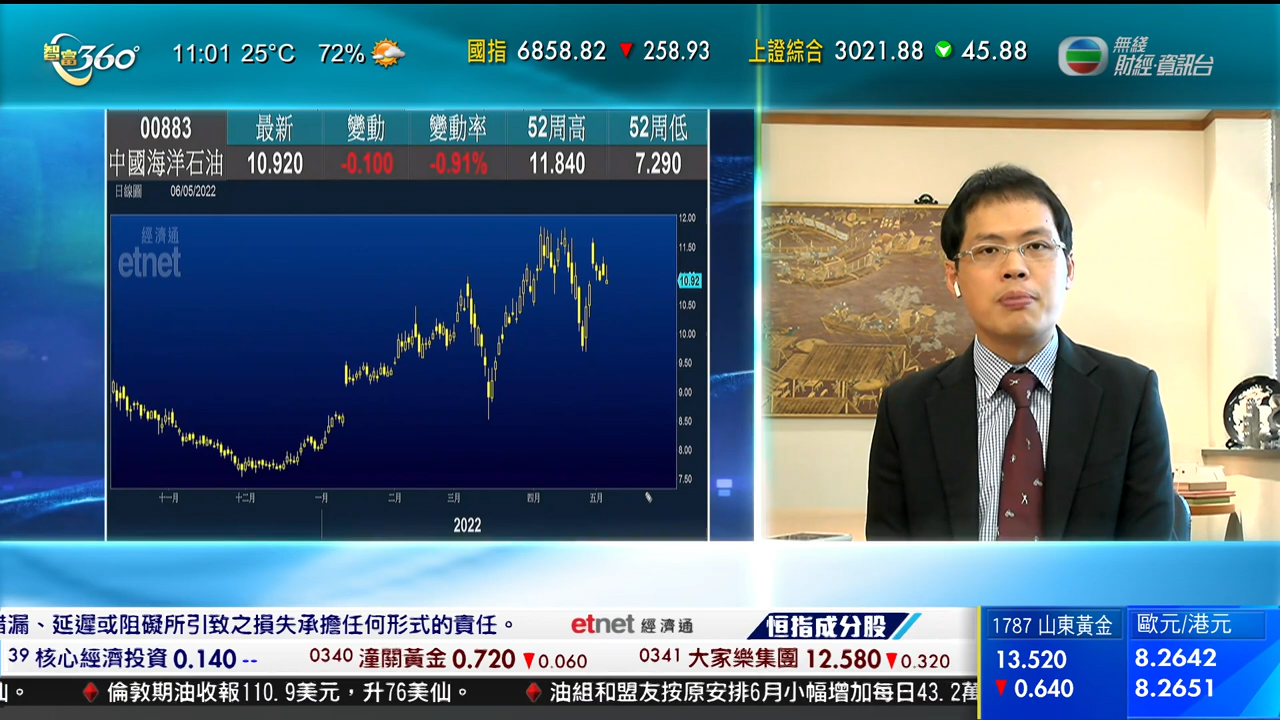 智富360°
11:01 25°C 72%
國指 6858.82 ▼ 258.93
上證綜合 3021.88 45.88
無綫
財經·資訊台
00883 最新 變動 變動率 52周高 52周低
中國海洋石油 10.920 -0.100 -0.91% 11.840 7.290
日線圖 06/05/2022
經濟通
etnet
12.00
11.50
10.92
10.50
10.00
9.50
9.00
8.50
8.00
7.50
十一月 十二月 一月 二月 三月 四月 五月
2022
漏、延遲或阻礙所引致之損失承擔任何形式的責任。
etnet 經濟通
恒指成分股
39 核心經濟投資 0.140 --
0340 潼關黃金 0.720 ▼0.060
0341 大家樂集團 12.580 ▼0.320
1787 山東黃金
13.520
▼ 0.640
歐元/港元
8.2642
8.2651
仙。 倫敦期油收報110.9美元，升76美仙。 油組和盟友按原安排6月小幅增加每日43.2萬